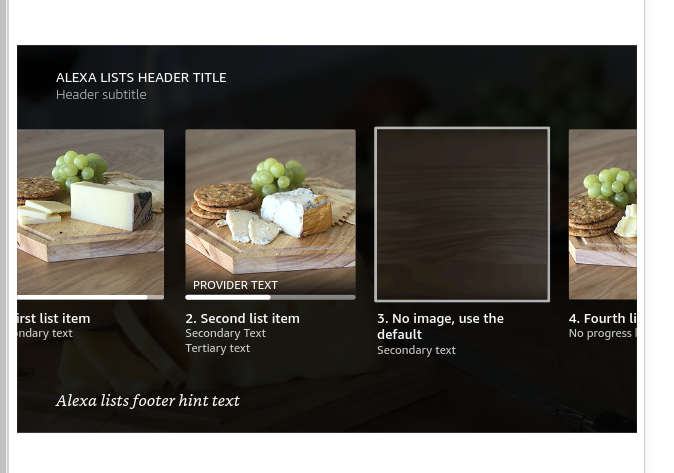 ALEXA LISTS HEADER TITLE
Header subtitle
PROVIDER TEXT
irst list item
ndary text
2. Second list item
Secondary Text
Tertiary text
3. No image, use the
default
Secondary text
4. Fourth li
No progress
Alexa lists footer hint text